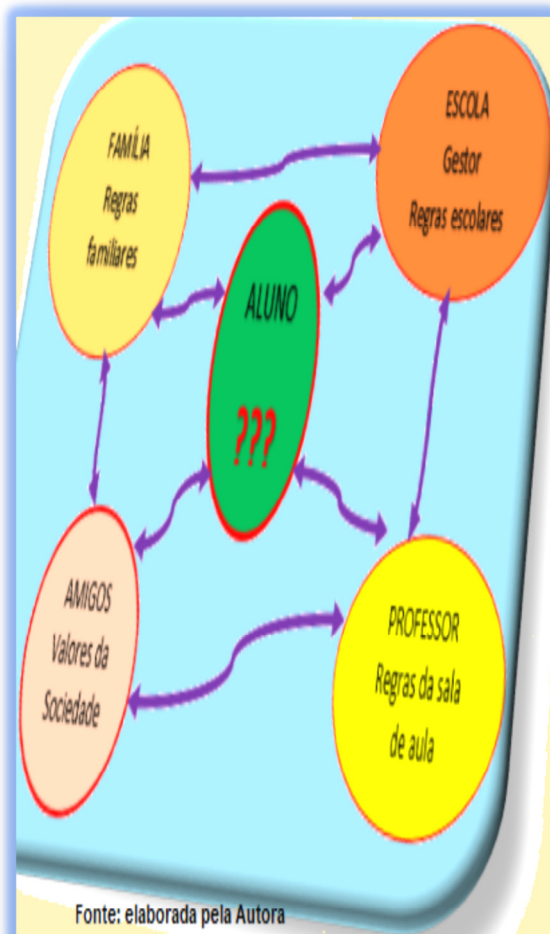 FAMÍLIA
Regras
familiares
ESCOLA
Gestor
Regras escolares
ALUNO
???
AMIGOS
Valores da
Sociedade
PROFESSOR
Regras da sala
de aula
Fonte: elaborada pela Autora